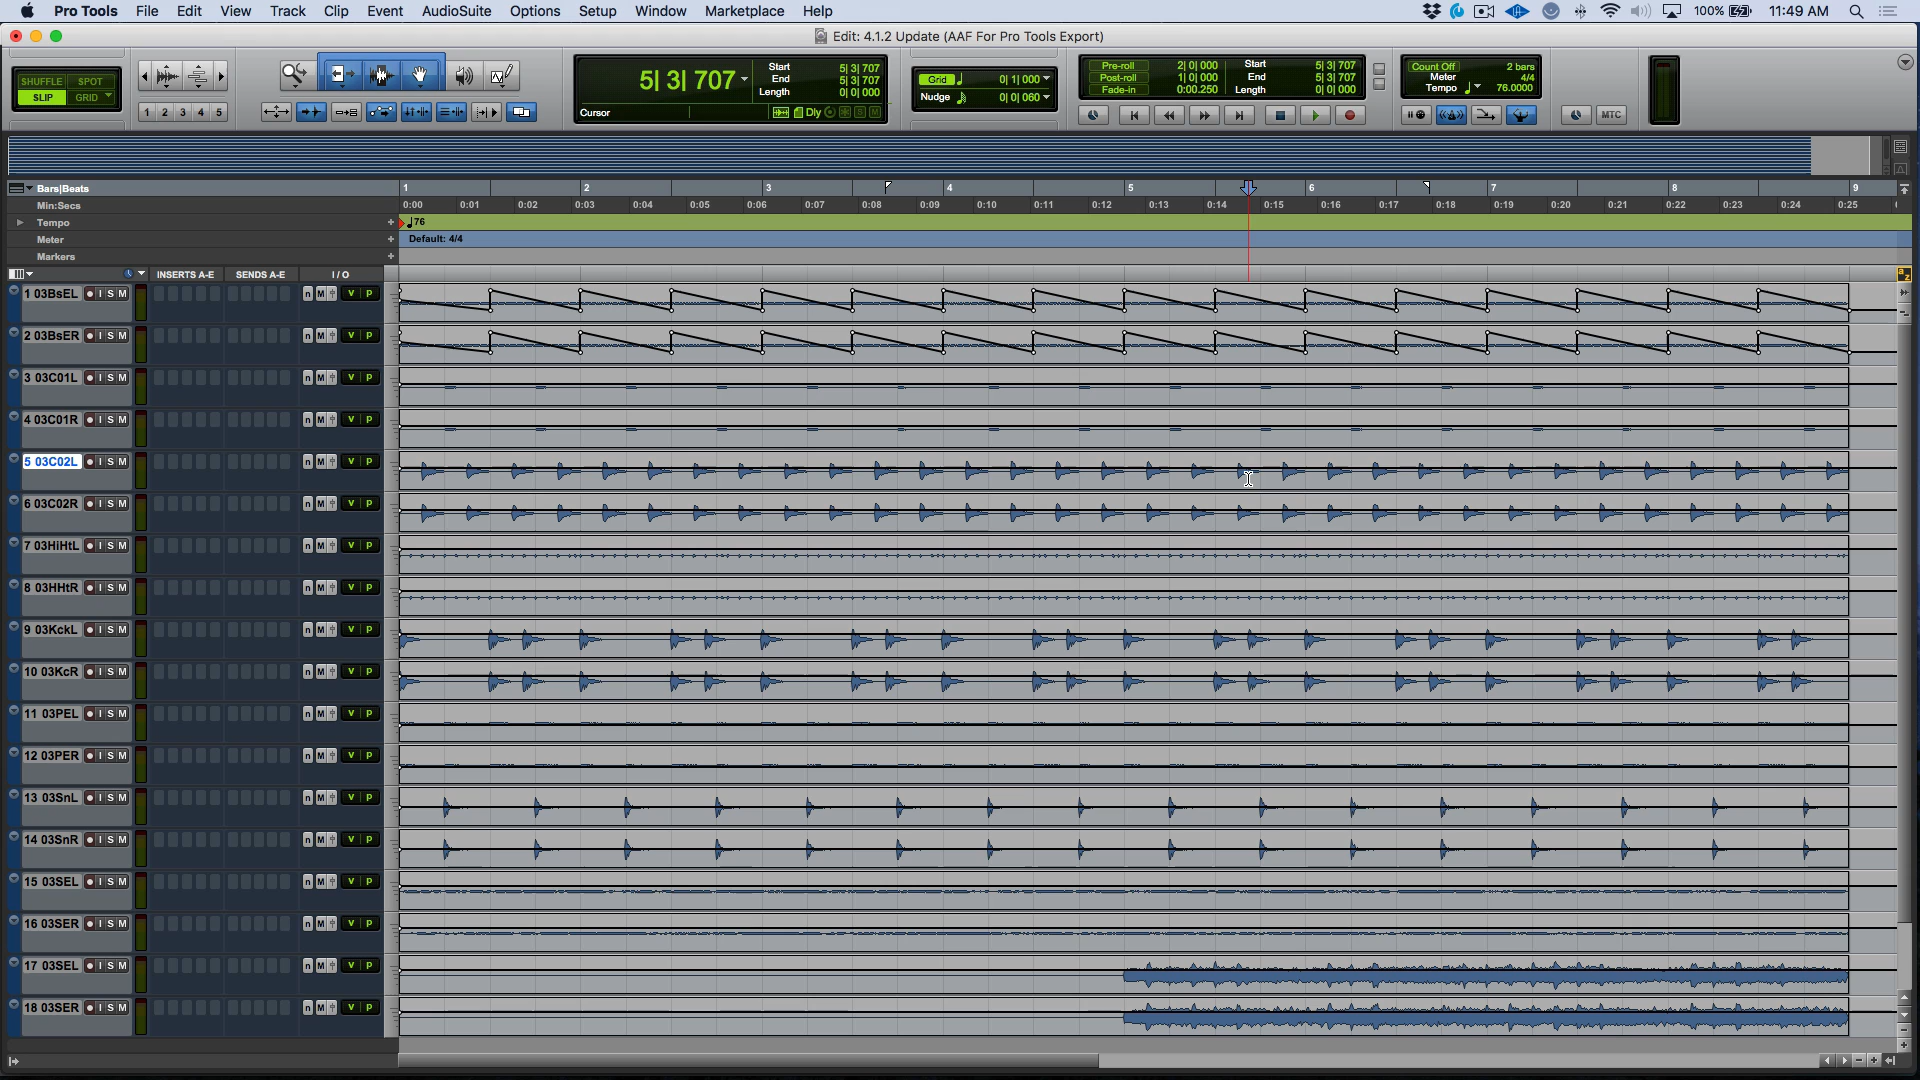 Pro Tools File Edit View Track Clip Event AudioSuite Options Setup Window Marketplace Help 100% 11:49 AM
Edit: 4.1.2 Update (AAF For Pro Tools Export)
SHUFFLE SPOT
SLIP GRID
1 2 3 4 5
5| 3| 707
Start 5| 3| 707
End 5| 3| 707
Length 0| 0| 000
Cursor Dly
Grid 0| 1| 000
Nudge 0| 0| 060
Pre-roll 2| 0| 000
Post-roll 1| 0| 000
Fade-in 0:00.250
Start 5| 3| 707
End 5| 3| 707
Length 0| 0| 000
Count Off 2 bars
Meter 4/4
Tempo 76.0000
MTC
Bars|Beats 1 2 3 4 5 6 7 8 9
Min:Secs 0:00 0:01 0:02 0:03 0:04 0:05 0:06 0:07 0:08 0:09 0:10 0:11 0:12 0:13 0:14 0:15 0:16 0:17 0:18 0:19 0:20 0:21 0:22 0:23 0:24 0:25
Tempo + 76
Meter + Default: 4/4
Markers +
INSERTS A-E SENDS A-E I / O
a z
1 03BsEL I S M n M V P
2 03BsER I S M n M V P
3 03C01L I S M n M V P
4 03C01R I S M n M V P
5 03C02L I S M n M V P
6 03C02R I S M n M V P
7 03HiHtL I S M n M V P
8 03HHtR I S M n M V P
9 03KckL I S M n M V P
10 03KcR I S M n M V P
11 03PEL I S M n M V P
12 03PER I S M n M V P
13 03SnL I S M n M V P
14 03SnR I S M n M V P
15 03SEL I S M n M V P
16 03SER I S M n M V P
17 03SEL I S M n M V P
18 03SER I S M n M V P